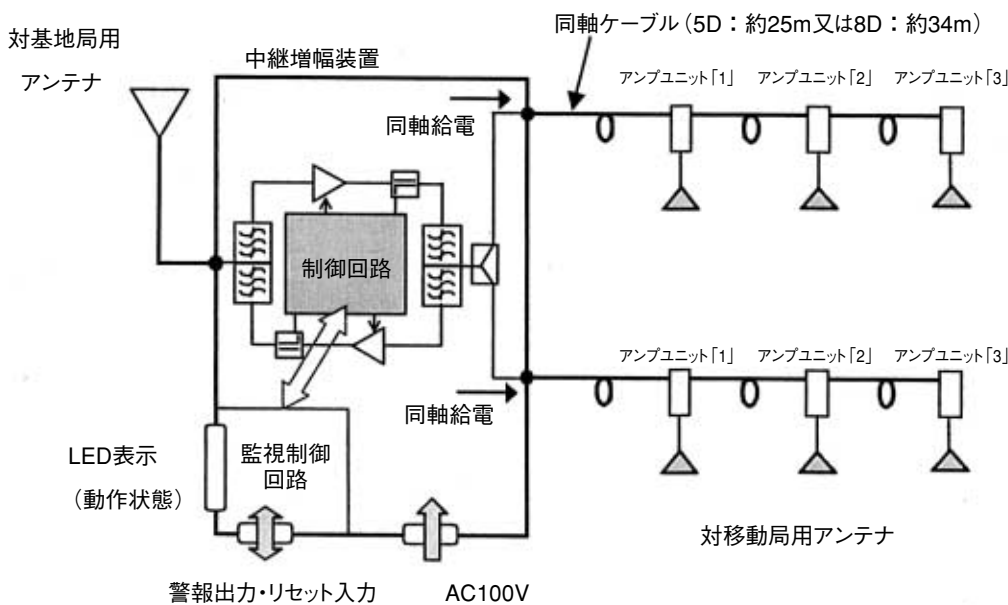 同軸ケーブル（5D：約25m又は8D：約34m）
対基地局用
アンテナ
中継増幅装置
アンプユニット「1」 アンプユニット「2」 アンプユニット「3」
同軸給電
制御回路
アンプユニット「1」 アンプユニット「2」 アンプユニット「3」
同軸給電
LED表示
（動作状態）
監視制御
回路
対移動局用アンテナ
警報出力・リセット入力
AC100V